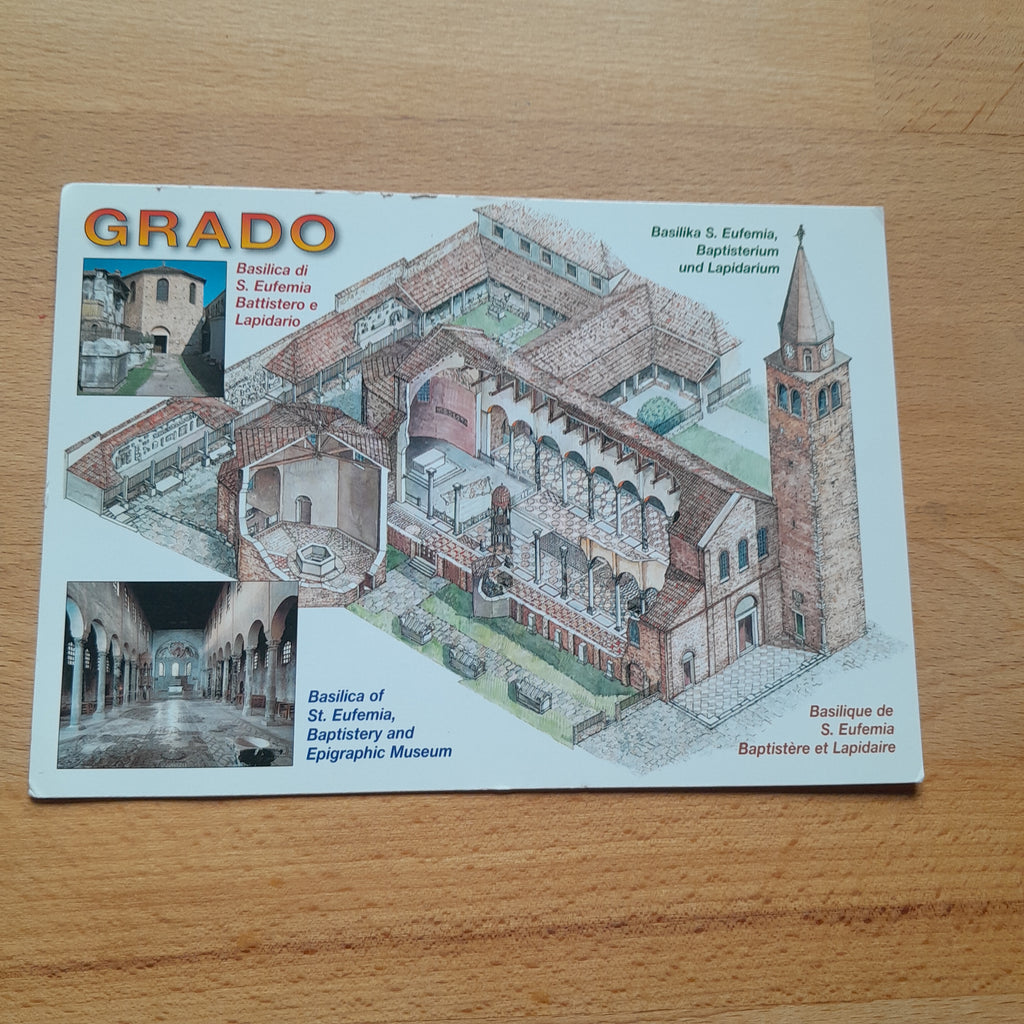 GRADO
Basilica di
S. Eufemia
Battistero e
Lapidario
Basilika S. Eufemia,
Baptisterium
und Lapidarium
Basilica of
St. Eufemia,
Baptistery and
Epigraphic Museum
Basilique de
S. Eufemia
Baptistère et Lapidaire